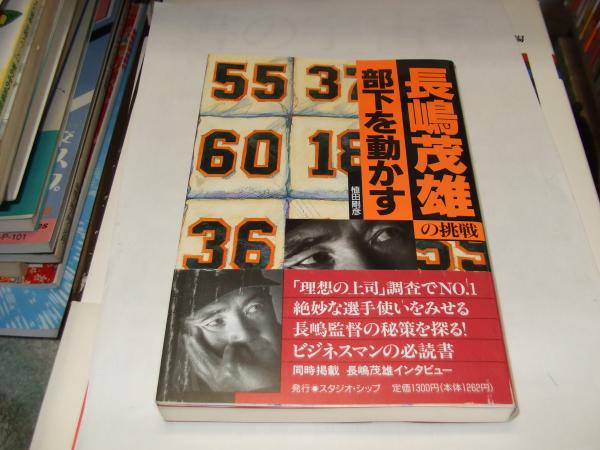 長嶋茂雄
の挑戦
部下を動かす
植田剛彦
55
37
60
18
36
55
「理想の上司」調査でNO.1
絶妙な選手使いをみせる
長嶋監督の秘策を探る!
ビジネスマンの必読書
同時掲載 長嶋茂雄インタビュー
発行●スタジオ・シップ 定価1300円(本体1262円)
P-101